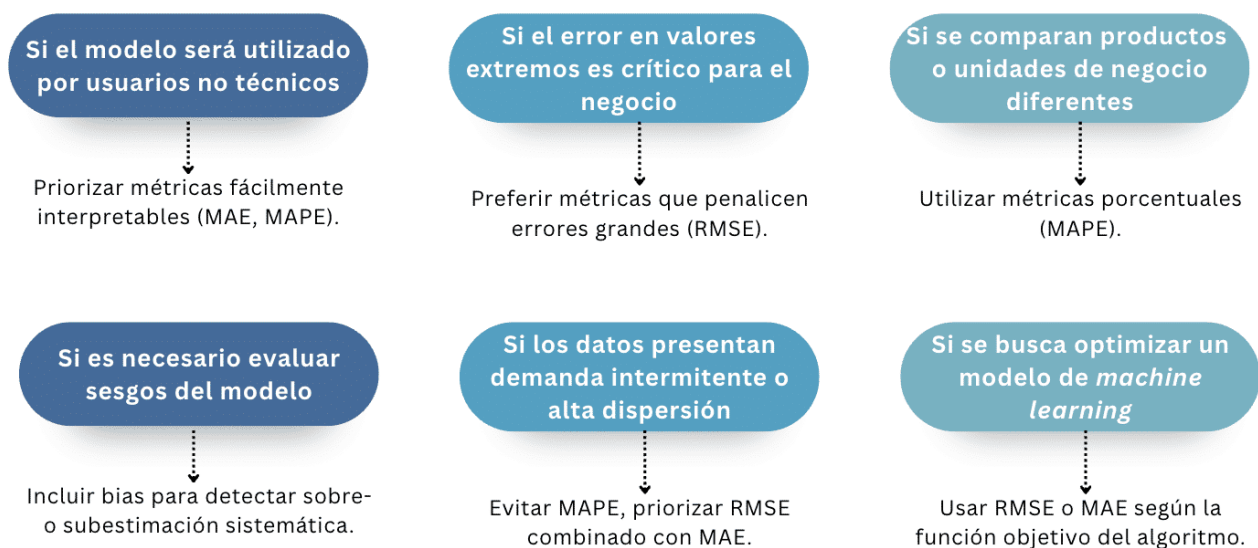 Si el modelo será utilizado
por usuarios no técnicos
Priorizar métricas fácilmente
interpretables (MAE, MAPE).
Si el error en valores
extremos es crítico para el
negocio
Preferir métricas que penalicen
errores grandes (RMSE).
Si se comparan productos
o unidades de negocio
diferentes
Utilizar métricas porcentuales
(MAPE).
Si es necesario evaluar
sesgos del modelo
Incluir bias para detectar sobre-
o subestimación sistemática.
Si los datos presentan
demanda intermitente o
alta dispersión
Evitar MAPE, priorizar RMSE
combinado con MAE.
Si se busca optimizar un
modelo de machine
learning
Usar RMSE o MAE según la
función objetivo del algoritmo.